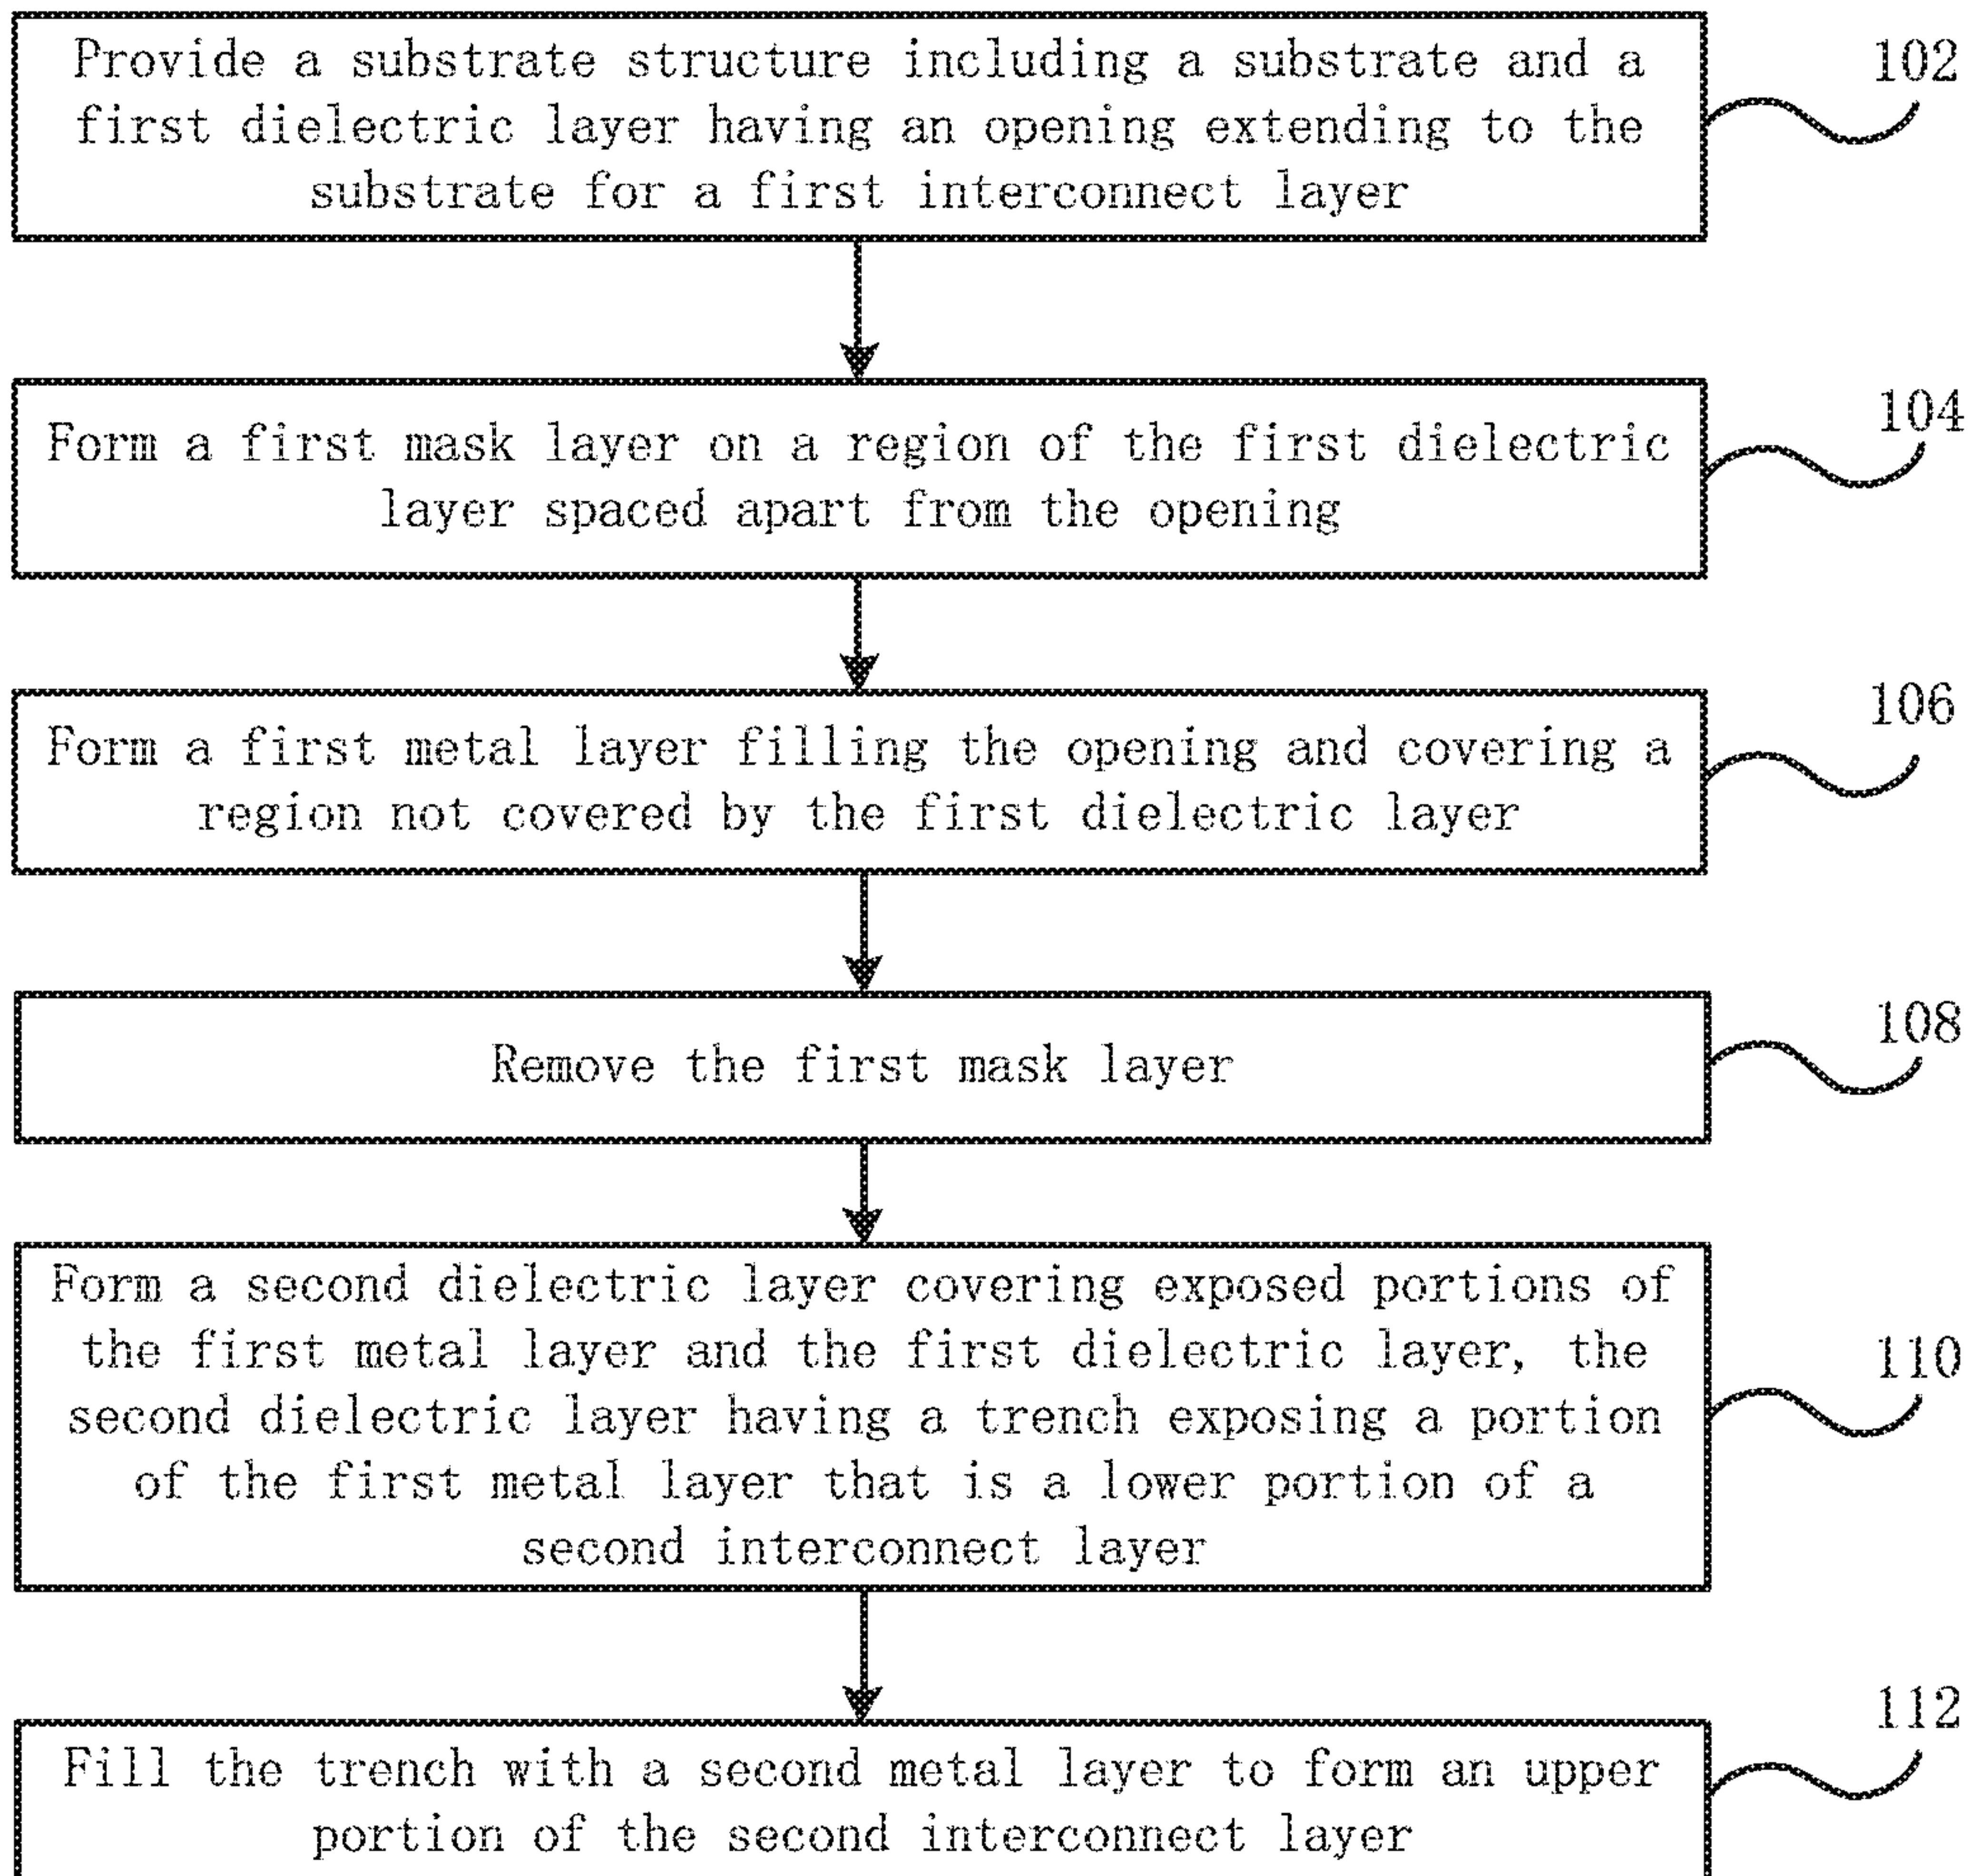 Provide a substrate structure including a substrate and a
first dielectric layer having an opening extending to the
substrate for a first interconnect layer
102
Form a first mask layer on a region of the first dielectric
layer spaced apart from the opening
104
Form a first metal layer filling the opening and covering a
region not covered by the first dielectric layer
106
Remove the first mask layer
108
Form a second dielectric layer covering exposed portions of
the first metal layer and the first dielectric layer, the
second dielectric layer having a trench exposing a portion
of the first metal layer that is a lower portion of a
second interconnect layer
110
Fill the trench with a second metal layer to form an upper
portion of the second interconnect layer
112